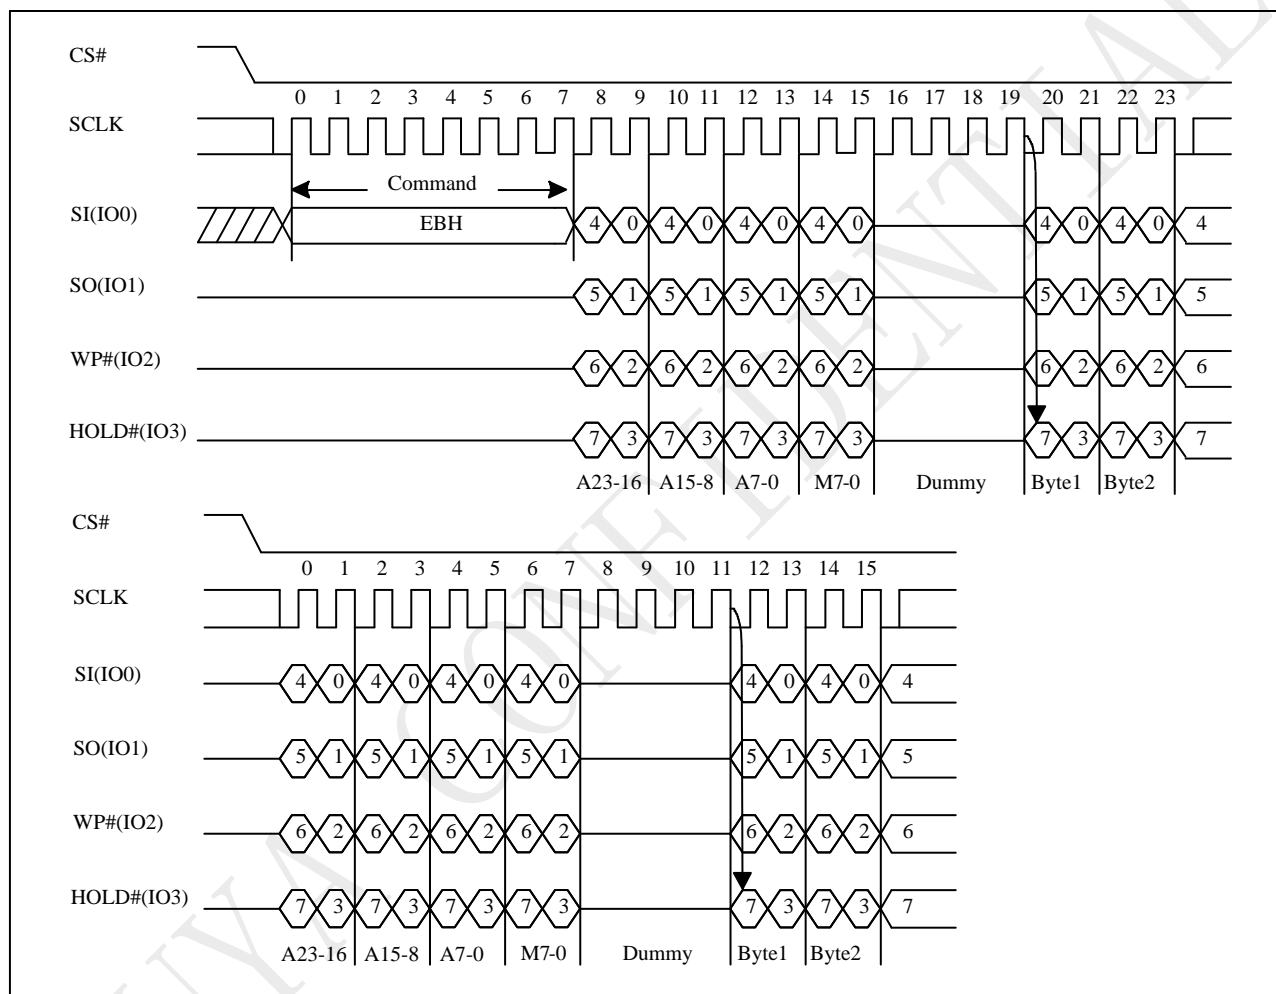 CS#
0 1 2 3 4 5 6 7 8 9 10 11 12 13 14 15 16 17 18 19 20 21 22 23
SCLK
Command
SI(IO0) EBH 4 0 4 0 4 0 4 0 4 0 4 0 4
SO(IO1) 5 1 5 1 5 1 5 1 5 1 5 1 5
WP#(IO2) 6 2 6 2 6 2 6 2 6 2 6 2 6
HOLD#(IO3) 7 3 7 3 7 3 7 3 7 3 7 3 7
A23-16 A15-8 A7-0 M7-0 Dummy Byte1 Byte2
CS#
0 1 2 3 4 5 6 7 8 9 10 11 12 13 14 15
SCLK
SI(IO0) 4 0 4 0 4 0 4 0 4 0 4 0 4
SO(IO1) 5 1 5 1 5 1 5 1 5 1 5 1 5
WP#(IO2) 6 2 6 2 6 2 6 2 6 2 6 2 6
HOLD#(IO3) 7 3 7 3 7 3 7 3 7 3 7 3 7
A23-16 A15-8 A7-0 M7-0 Dummy Byte1 Byte2
CONFIDENTIAL